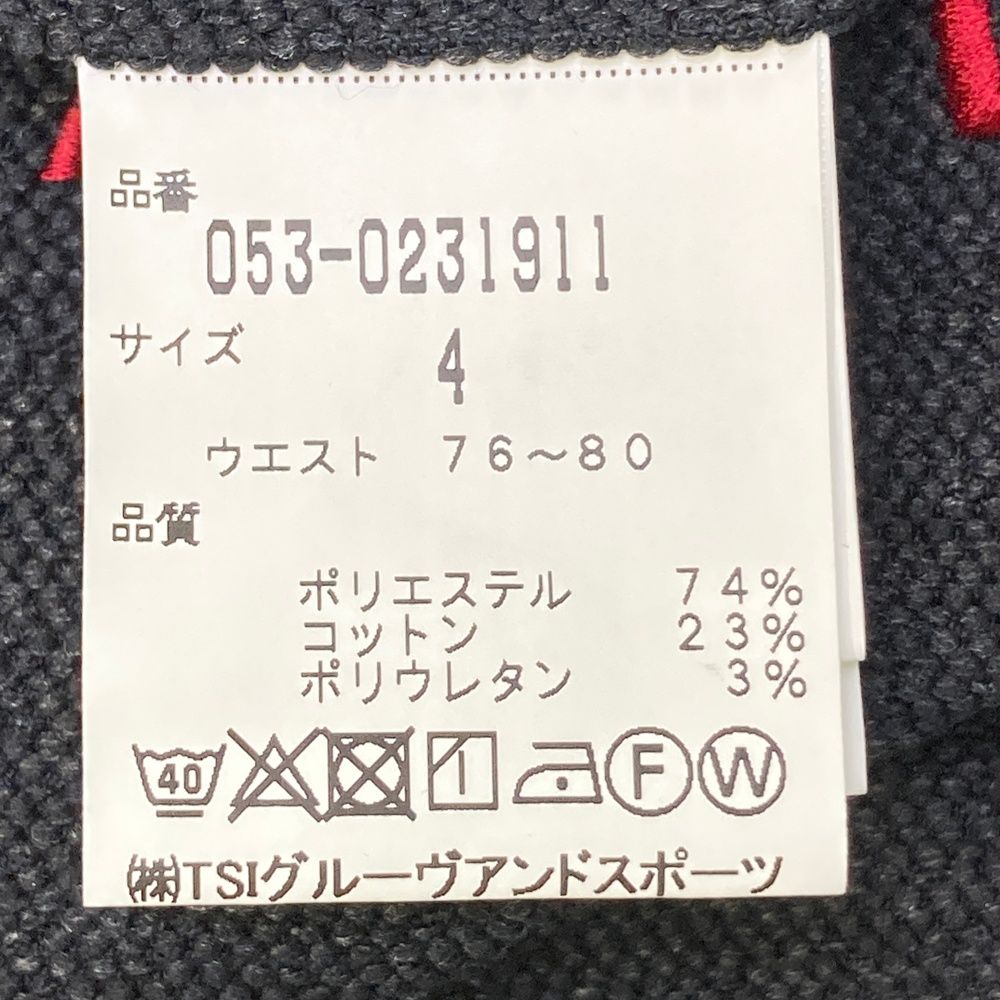 品番
053-0231911
サイズ
4
ウエスト 76～80
品質
ポリエステル 74%
コットン 23%
ポリウレタン 3%
40 F W
㈱TSIグルーヴアンドスポーツ